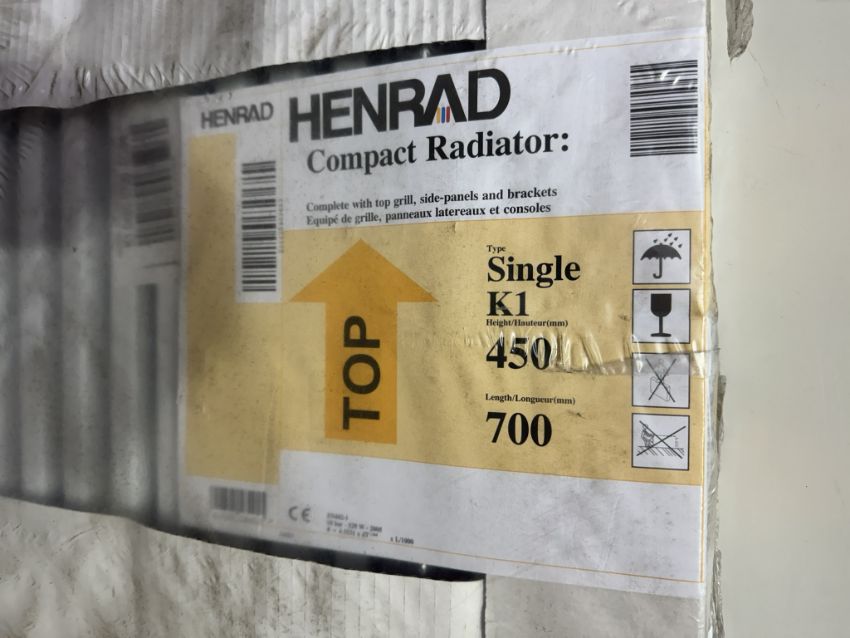 HENRAD
HENRAD
Compact Radiator:
Complete with top grill, side-panels and brackets
Equipé de grille, panneaux latereaux et consoles
TOP
Type
Single
K1
Height/Hauteur(mm)
450
Length/Longueur(mm)
700
CE